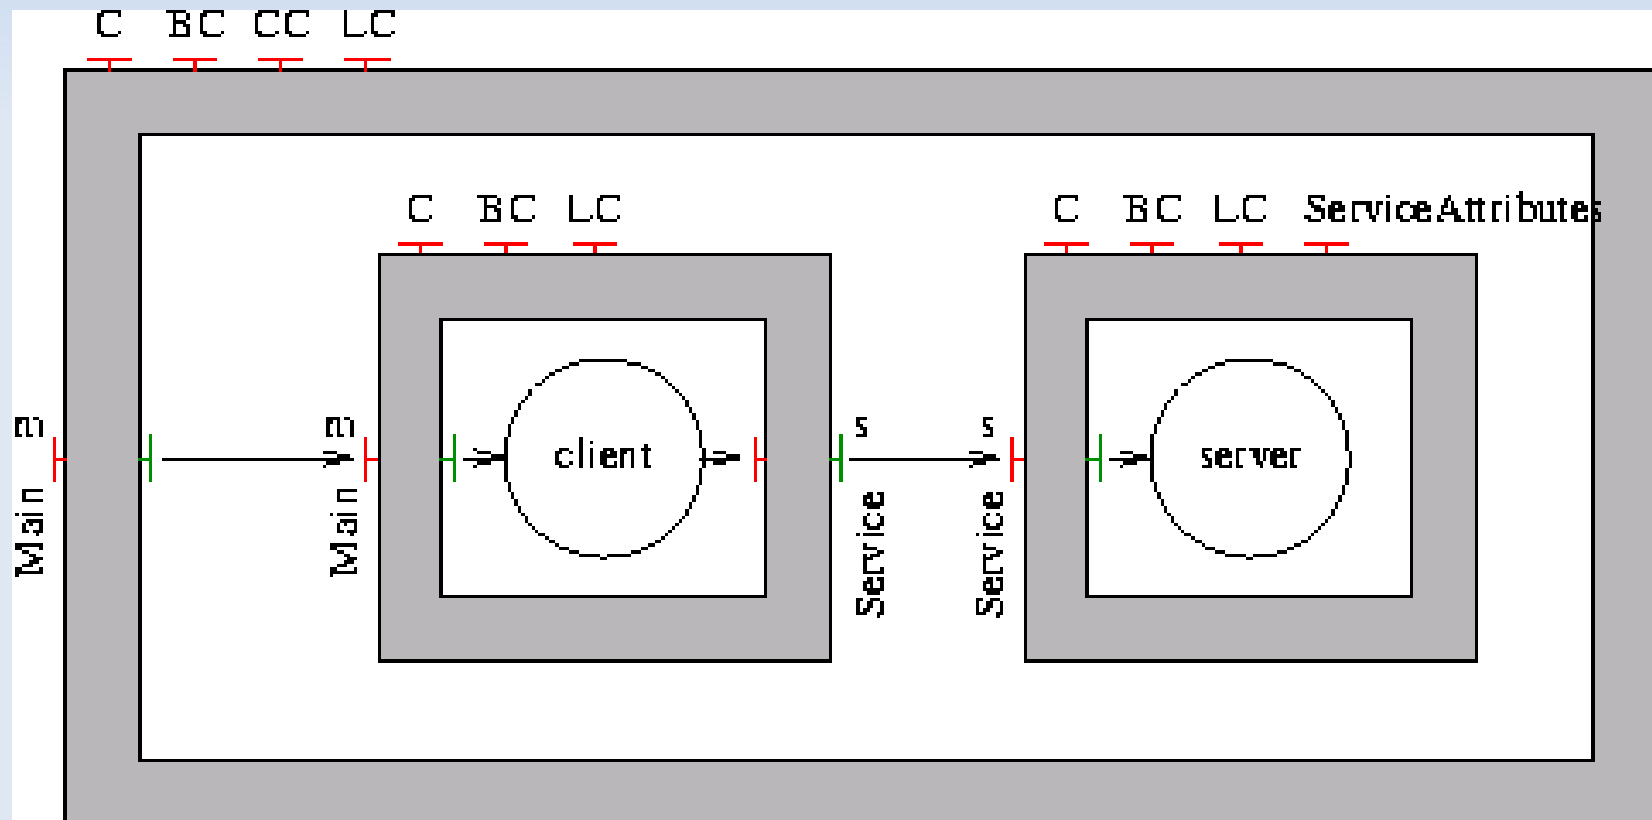 C BC CC LC
C BC LC
C BC LC ServiceAttributes
m
Main
m
Main
client
s
Service
s
Service
server